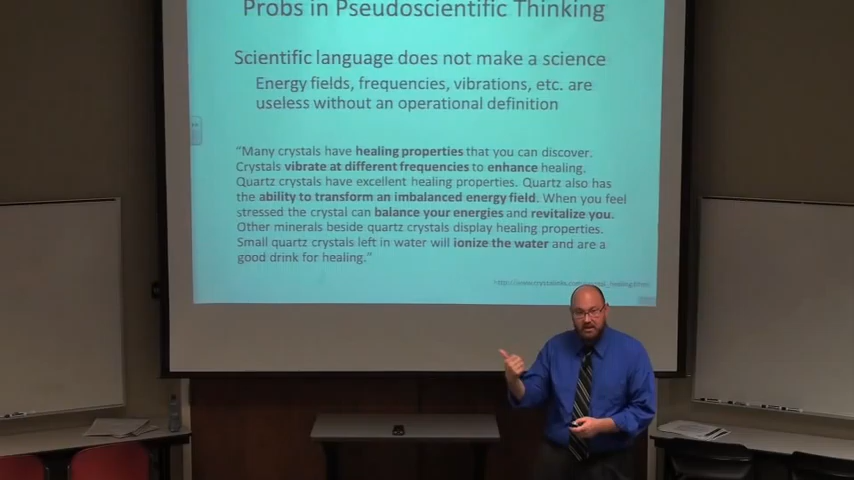 Probs in Pseudoscientific Thinking
Scientific language does not make a science
Energy fields, frequencies, vibrations, etc. are
useless without an operational definition
"Many crystals have healing properties that you can discover.
Crystals vibrate at different frequencies to enhance healing.
Quartz crystals have excellent healing properties. Quartz also has
the ability to transform an imbalanced energy field. When you feel
stressed the crystal can balance your energies and revitalize you.
Other minerals beside quartz crystals display healing properties.
Small quartz crystals left in water will ionize the water and are a
good drink for healing."